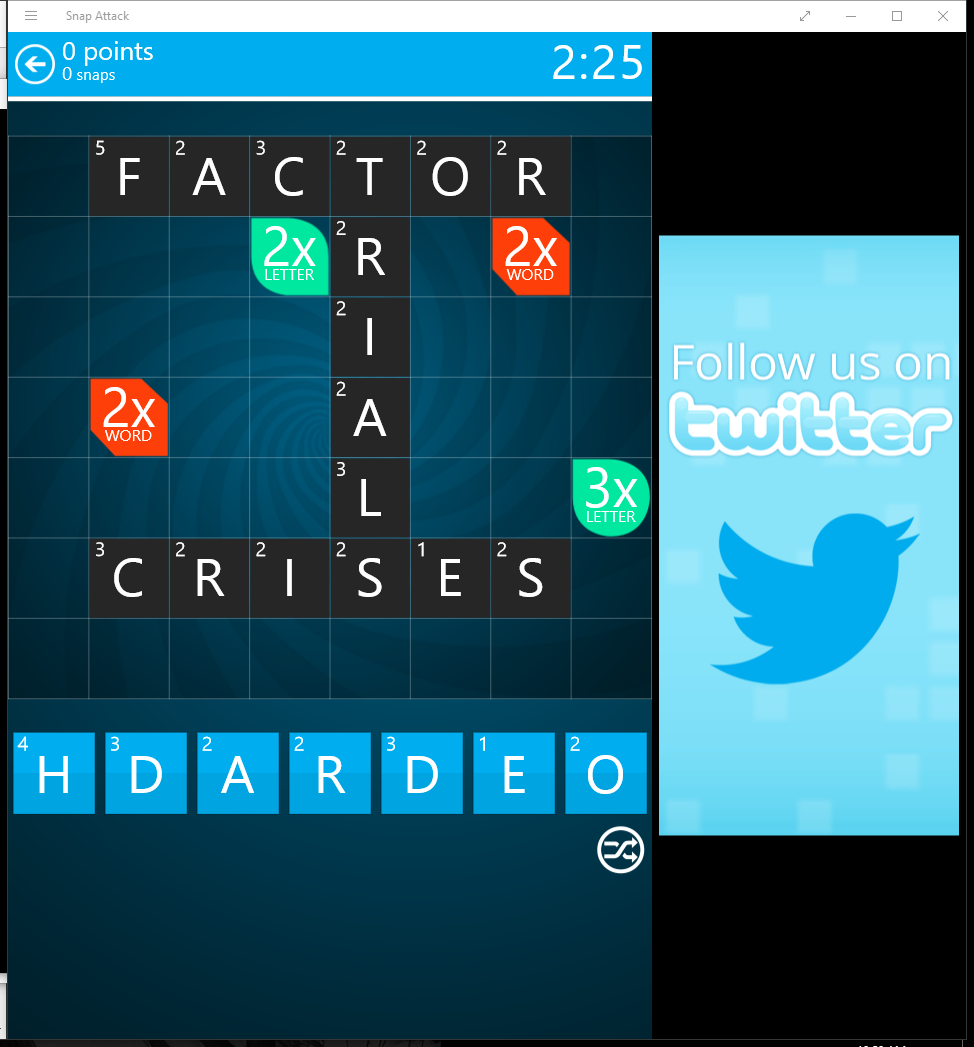 Snap Attack
0 points
0 snaps
2:25
5 F 2 A 3 C 2 T 2 O 2 R
2x LETTER 2 R 2x WORD
2 I
2x WORD 2 A
3 L 3x LETTER
3 C 2 R 2 I 2 S 1 E 2 S
4 H 3 D 2 A 2 R 3 D 1 E 2 O
Follow us on
twitter